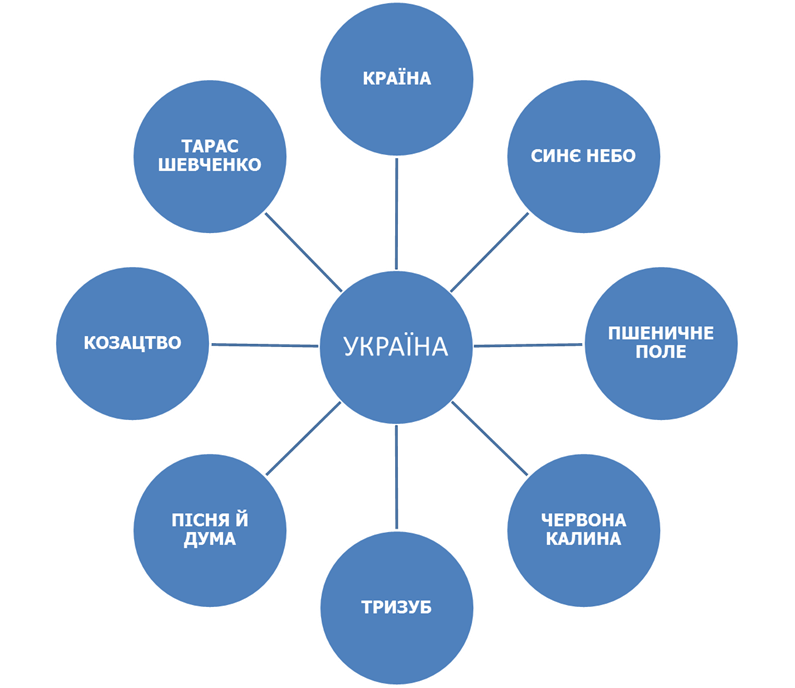 КРАЇНА
СИНЄ НЕБО
ПШЕНИЧНЕ
ПОЛЕ
ЧЕРВОНА
КАЛИНА
ТРИЗУБ
ПІСНЯ Й
ДУМА
КОЗАЦТВО
ТАРАС
ШЕВЧЕНКО
УКРАЇНА